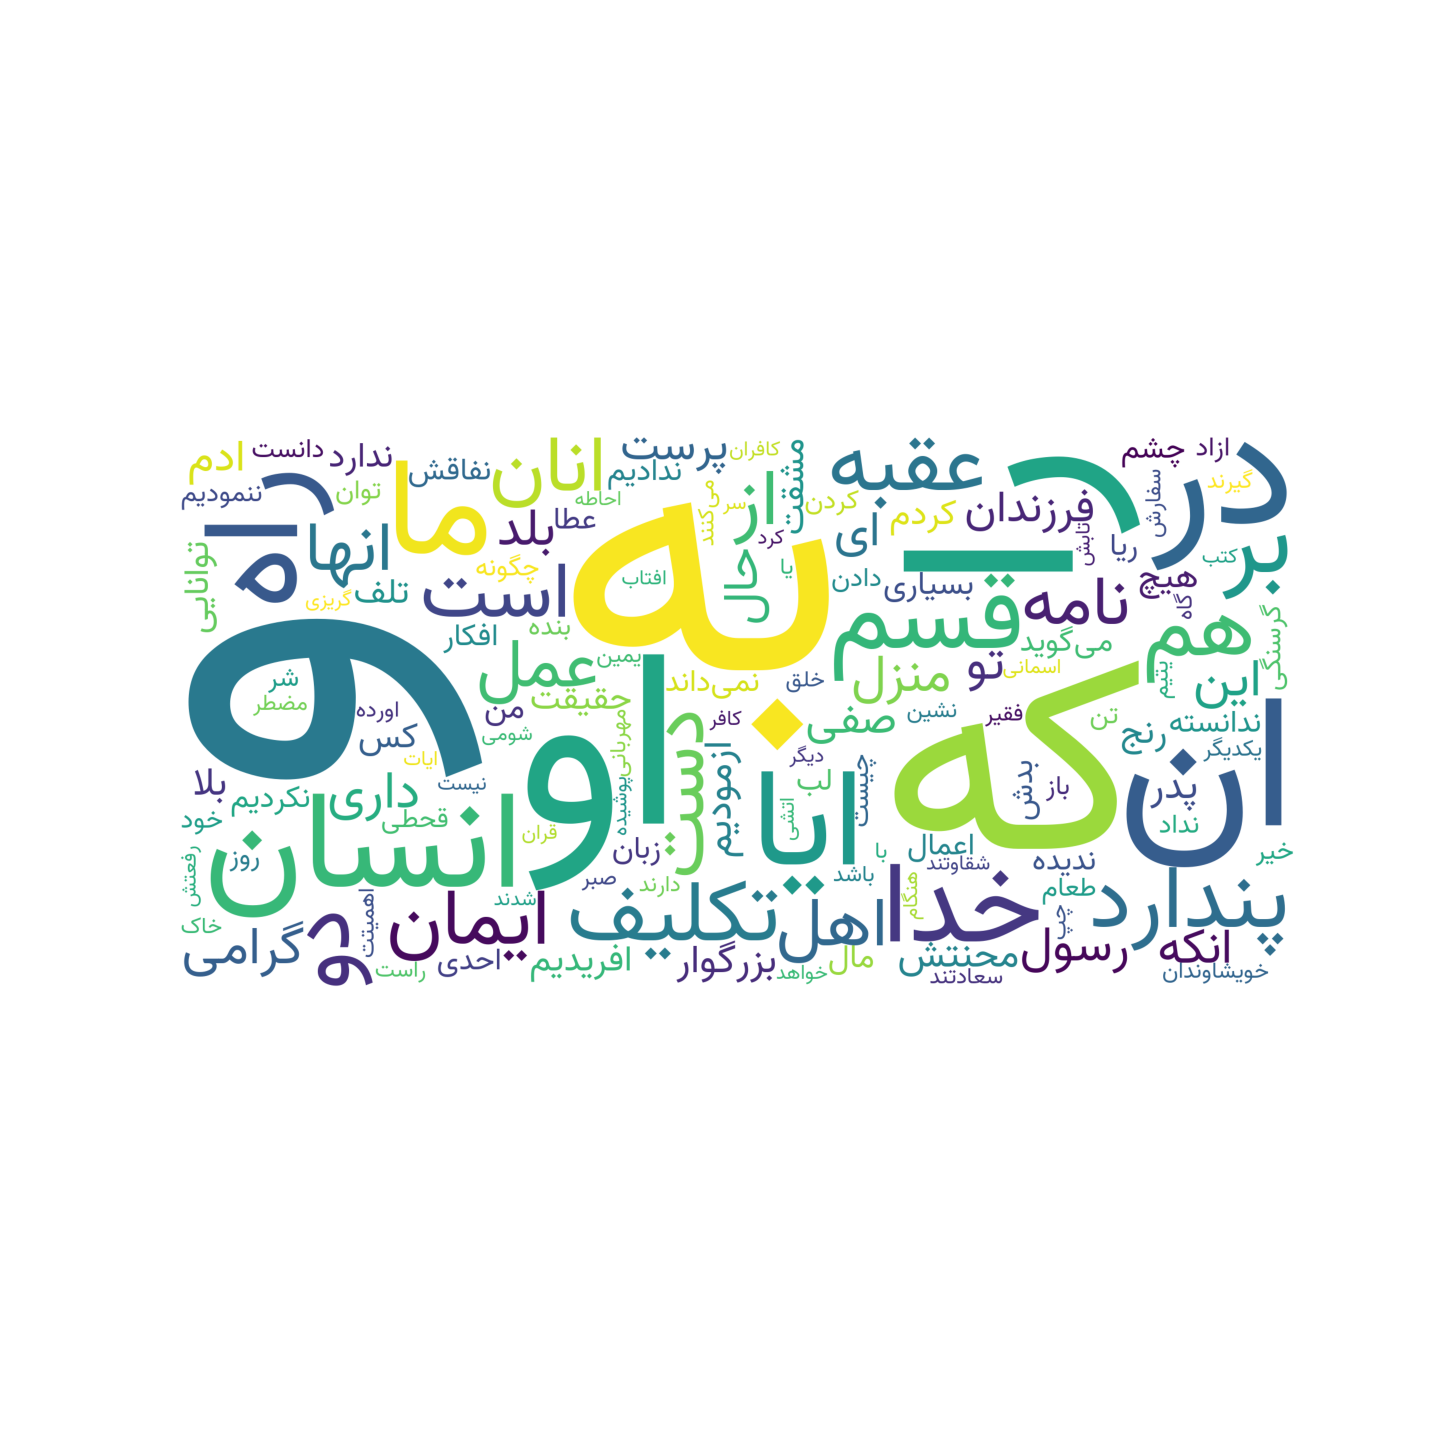 در
ازاد
چشم
کافران
پرست
انان
دانست
ندارد
ادم
عقبه
مشقت
ندادیم
نفاقش
گیرند
سفارش
را
از
می‌کنند
احاطه
توان
راه
ننمودیم
فرزندان
کردم
کردن
سر
عطا
بلد
ما
بر
تابش
ریا
ای
کرد
به
انها
کتب
هیچ
یا
حال
چگونه
توانایی
گاه
نامه
بسیاری
دادن
افتاب
است
تلف
گریزی
گرسنگی
هم
می‌گوید
قسم
بنده
افکار
و
این
یتیم
اسمانی
تو
منزل
خلق
نمی‌داند
یمین
عمل
شر
ان
ندانسته
رنج
تن
که
فقیر
نشین
صفی
کافر
دست
مهربانی
حقیقت
من
اورده
مضطر
یکدیگر
شومی
کس
پدر
باز
بدش
چیست
دیگر
لب
ایا
ازمودیم
او
ایات
نیست
بلا
نداد
اتشی
پوشیده
قران
انسان
قحطی
داری
نکردیم
خود
خیر
ندیده
اعمال
با
زبان
روز
رفعتش
پندارد
طعام
شقاوتند
هنگام
باشد
دارند
صبر
شدند
خدا
چپ
اهل
تکلیف
ایمان
اهمیتت
دو
خاک
انکه
رسول
محنتش
مال
بزرگوار
افریدیم
احدی
راست
گرامی
خویشاوندان
سعادتند
خواهد